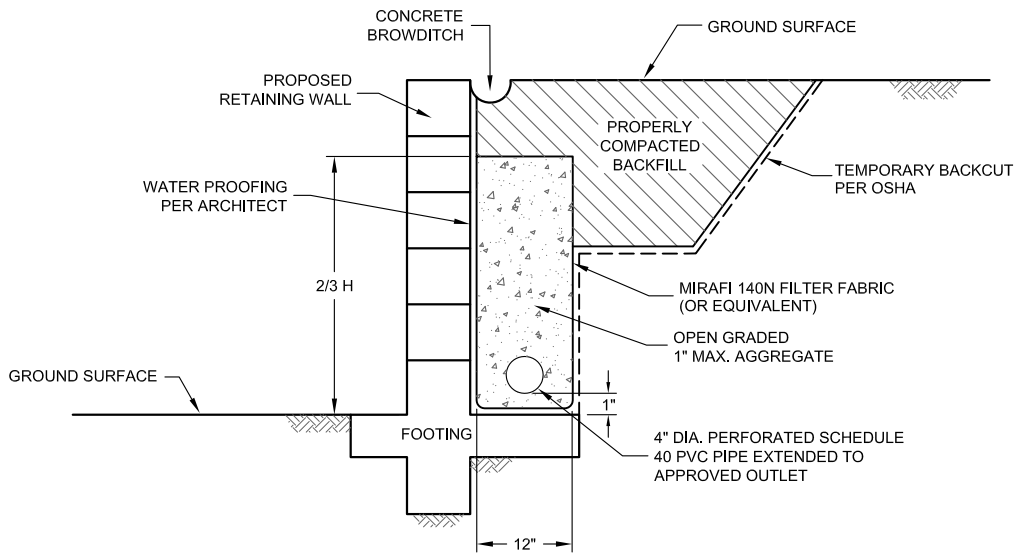 CONCRETE
BROWDITCH
GROUND SURFACE
PROPOSED
RETAINING WALL
PROPERLY
COMPACTED
BACKFILL
TEMPORARY BACKCUT
PER OSHA
WATER PROOFING
PER ARCHITECT
2/3 H
MIRAFI 140N FILTER FABRIC
(OR EQUIVALENT)
OPEN GRADED
1" MAX. AGGREGATE
GROUND SURFACE
1"
FOOTING
4" DIA. PERFORATED SCHEDULE
40 PVC PIPE EXTENDED TO
APPROVED OUTLET
12"